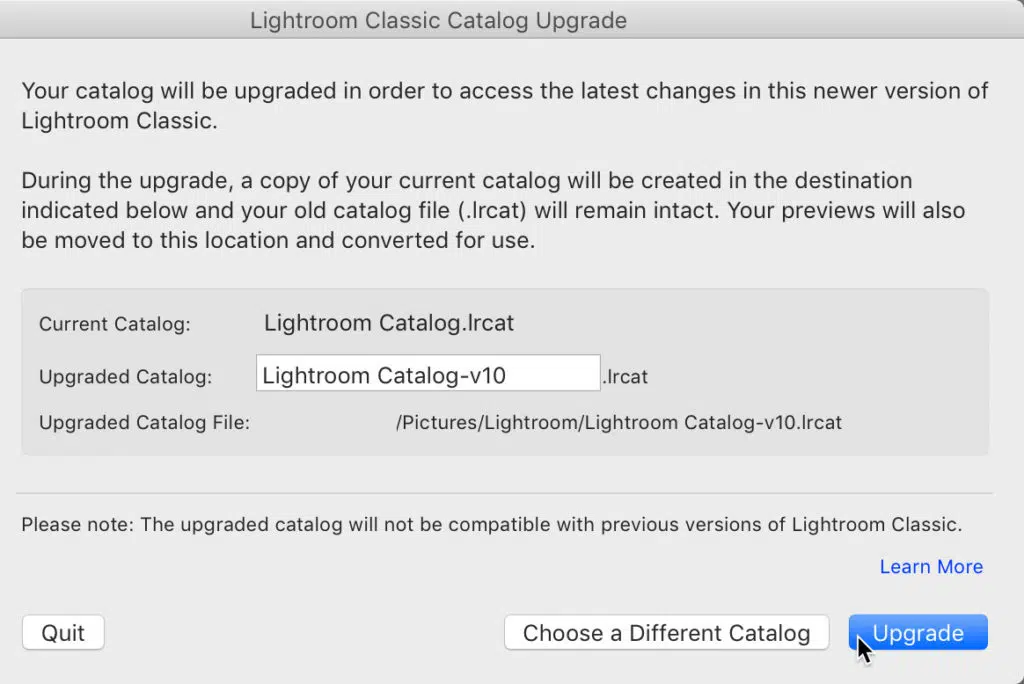 Lightroom Classic Catalog Upgrade
Your catalog will be upgraded in order to access the latest changes in this newer version of
Lightroom Classic.
During the upgrade, a copy of your current catalog will be created in the destination
indicated below and your old catalog file (.lrcat) will remain intact. Your previews will also
be moved to this location and converted for use.
Current Catalog: Lightroom Catalog.lrcat
Upgraded Catalog: Lightroom Catalog-v10 .lrcat
Upgraded Catalog File: /Pictures/Lightroom/Lightroom Catalog-v10.lrcat
Please note: The upgraded catalog will not be compatible with previous versions of Lightroom Classic.
Learn More
Quit Choose a Different Catalog Upgrade